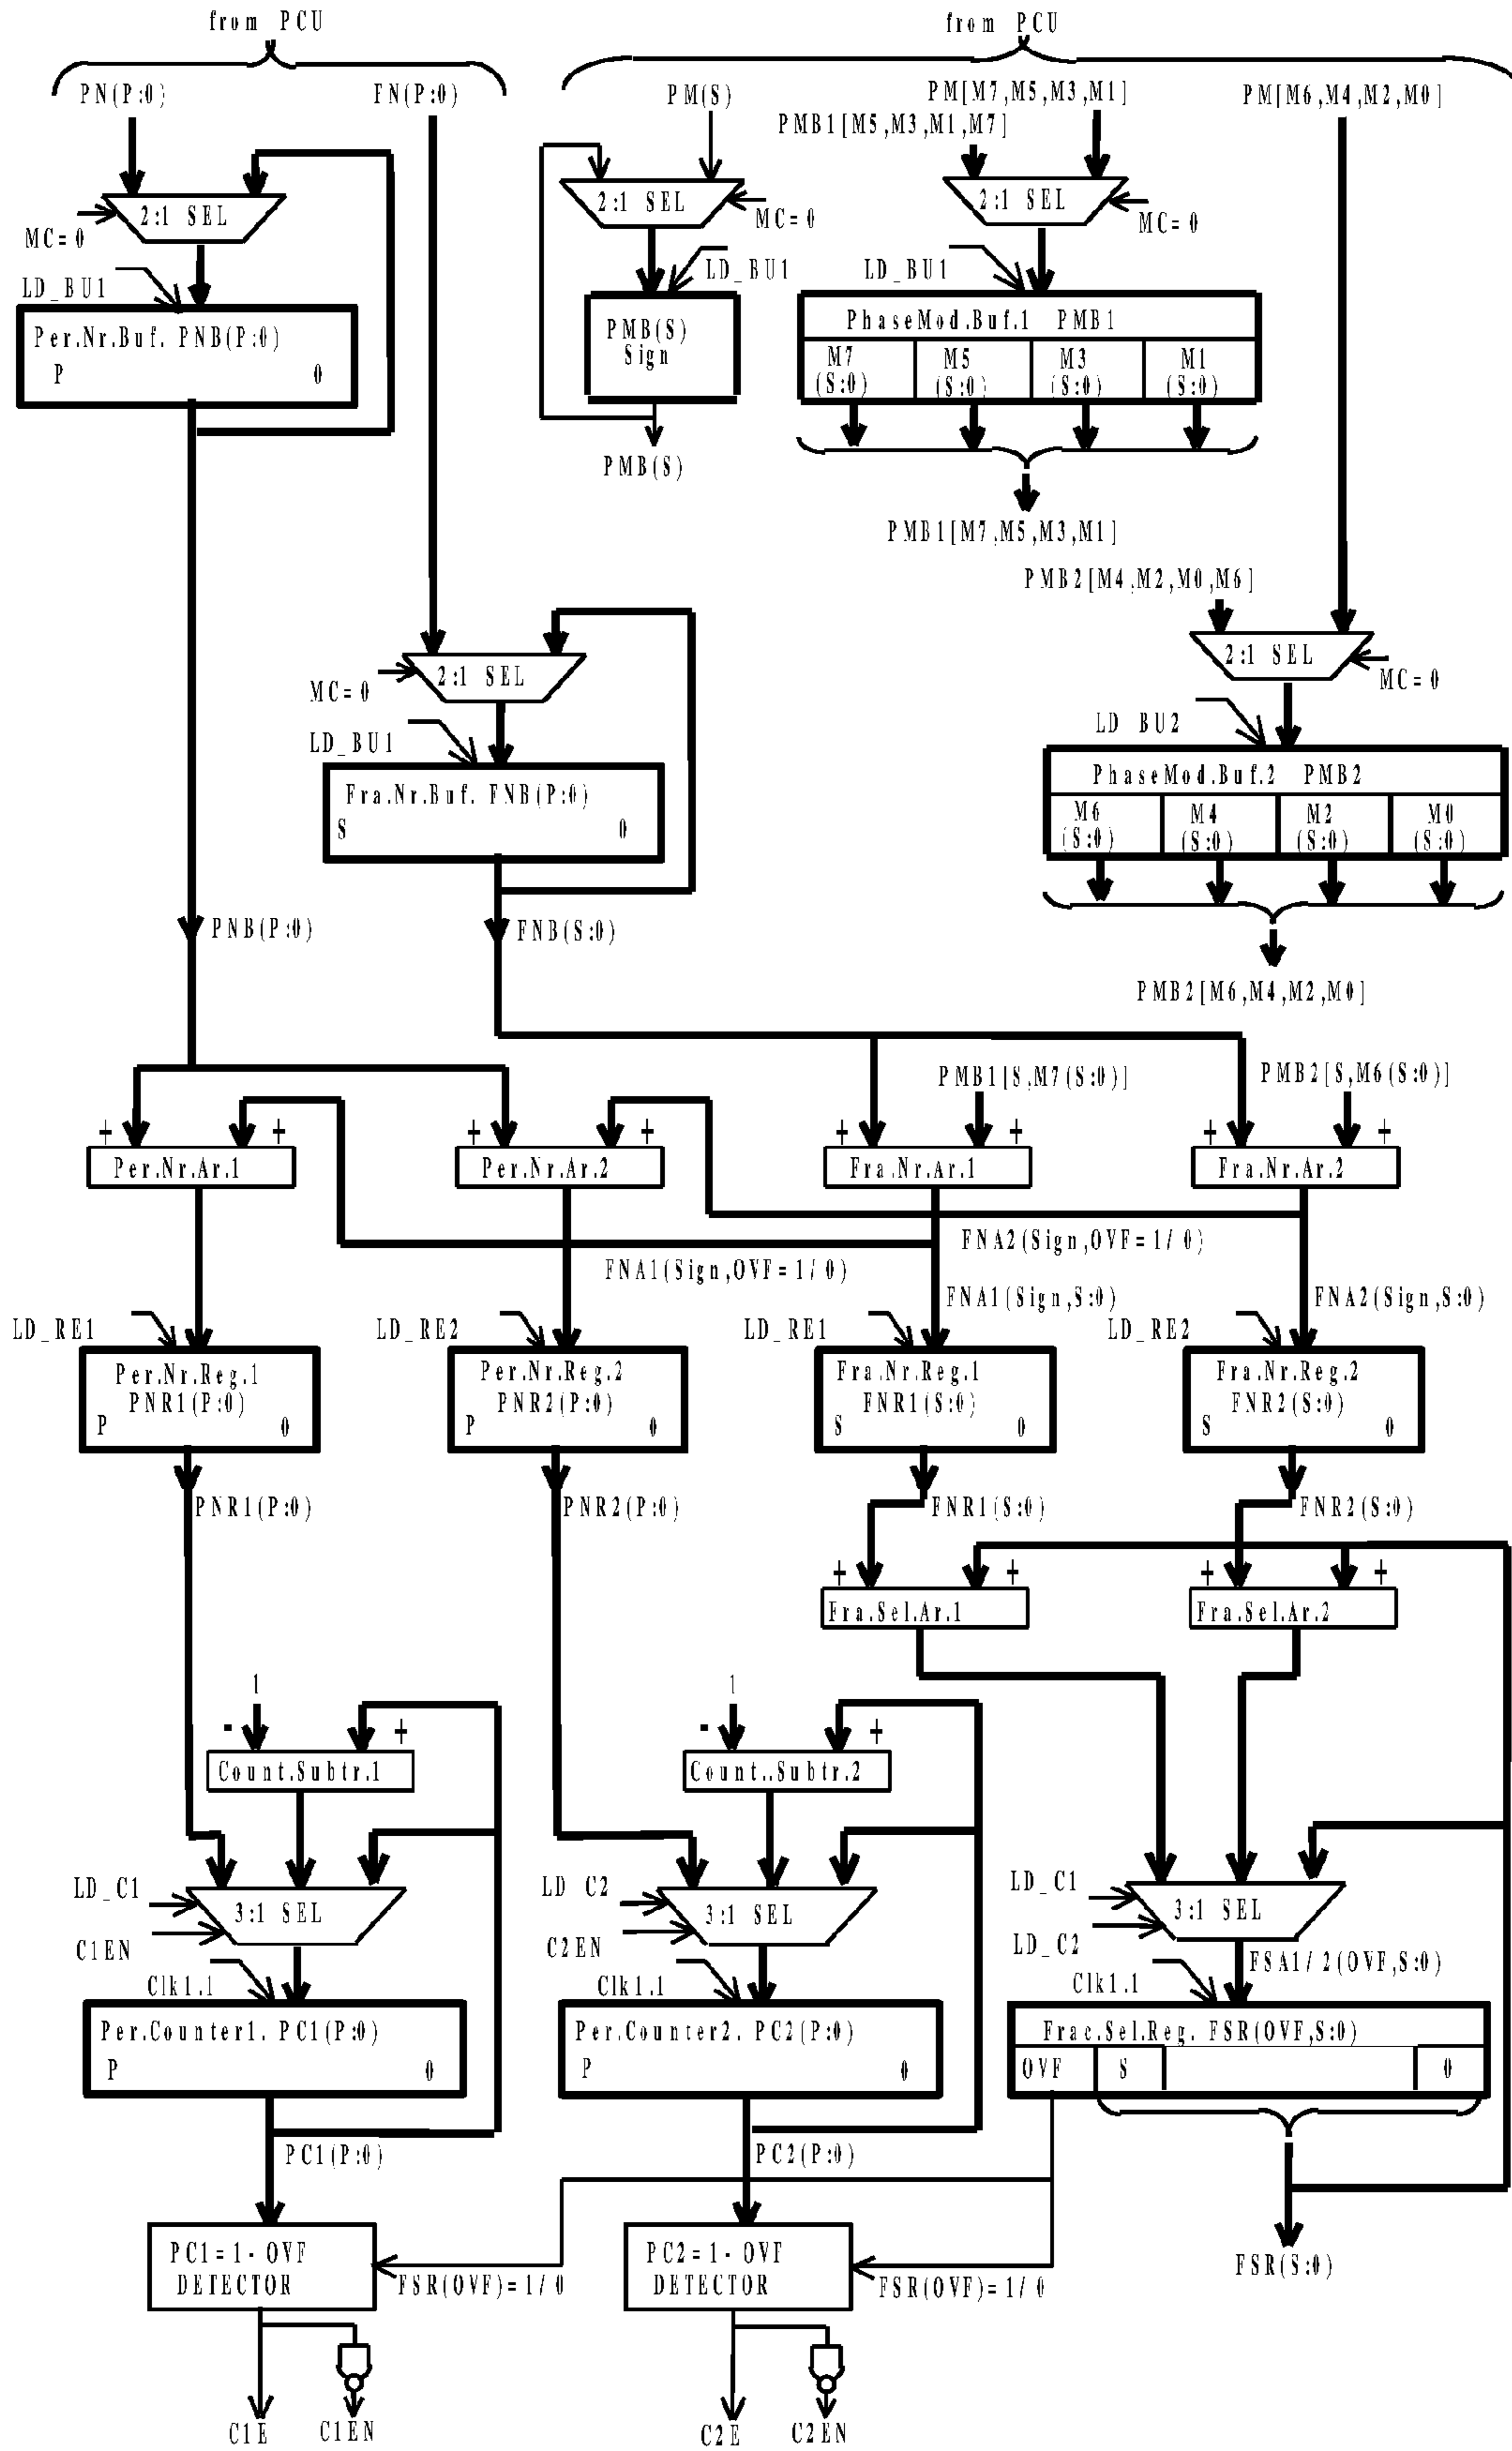 from PCU
from PCU
PN(P:0)
FN(P:0)
PM(S)
PM[M7,M5,M3,M1]
PM[M6,M4,M2,M0]
PMB1[M5,M3,M1,M7]
2:1 SEL
MC=0
2:1 SEL
MC=0
2:1 SEL
MC=0
LD_BU1
LD_BU1
LD_BU1
Per.Nr.Buf. PNB(P:0)
P 0
PMB(S)
Sign
PhaseMod.Buf.1 PMB1
M7 M5 M3 M1
(S:0) (S:0) (S:0) (S:0)
PMB(S)
PMB1[M7,M5,M3,M1]
PMB2[M4,M2,M0,M6]
2:1 SEL
MC=0
2:1 SEL
MC=0
LD_BU1
LD BU2
Fra.Nr.Buf. FNB(P:0)
S 0
PhaseMod.Buf.2 PMB2
M6 M4 M2 M0
(S:0) (S:0) (S:0) (S:0)
PNB(P:0)
FNB(S:0)
PMB2[M6,M4,M2,M0]
PMB1[S,M7(S:0)]
PMB2[S,M6(S:0)]
+ + + + + + + +
Per.Nr.Ar.1
Per.Nr.Ar.2
Fra.Nr.Ar.1
Fra.Nr.Ar.2
FNA2(Sign,OVF=1/0)
FNA1(Sign,OVF=1/0)
FNA1(Sign,S:0)
FNA2(Sign,S:0)
LD_RE1
LD_RE2
LD_RE1
LD_RE2
Per.Nr.Reg.1
PNR1(P:0)
P 0
Per.Nr.Reg.2
PNR2(P:0)
P 0
Fra.Nr.Reg.1
FNR1(S:0)
S 0
Fra.Nr.Reg.2
FNR2(S:0)
S 0
PNR1(P:0)
PNR2(P:0)
FNR1(S:0)
FNR2(S:0)
+ + + +
Fra.Sel.Ar.1
Fra.Sel.Ar.2
1
1
- +
- +
Count.Subtr.1
Count..Subtr.2
LD_C1
3:1 SEL
C1EN
LD C2
3:1 SEL
C2EN
LD_C1
3:1 SEL
LD_C2
FSA1/2(OVF,S:0)
Clk1.1
Clk1.1
Clk1.1
Per.Counter1. PC1(P:0)
P 0
Per.Counter2. PC2(P:0)
P 0
Frac.Sel.Reg. FSR(OVF,S:0)
OVF S 0
PC1(P:0)
PC2(P:0)
PC1=1- OVF
DETECTOR
FSR(OVF)=1/0
PC2=1- OVF
DETECTOR
FSR(OVF)=1/0
FSR(S:0)
C1E
C1EN
C2E
C2EN